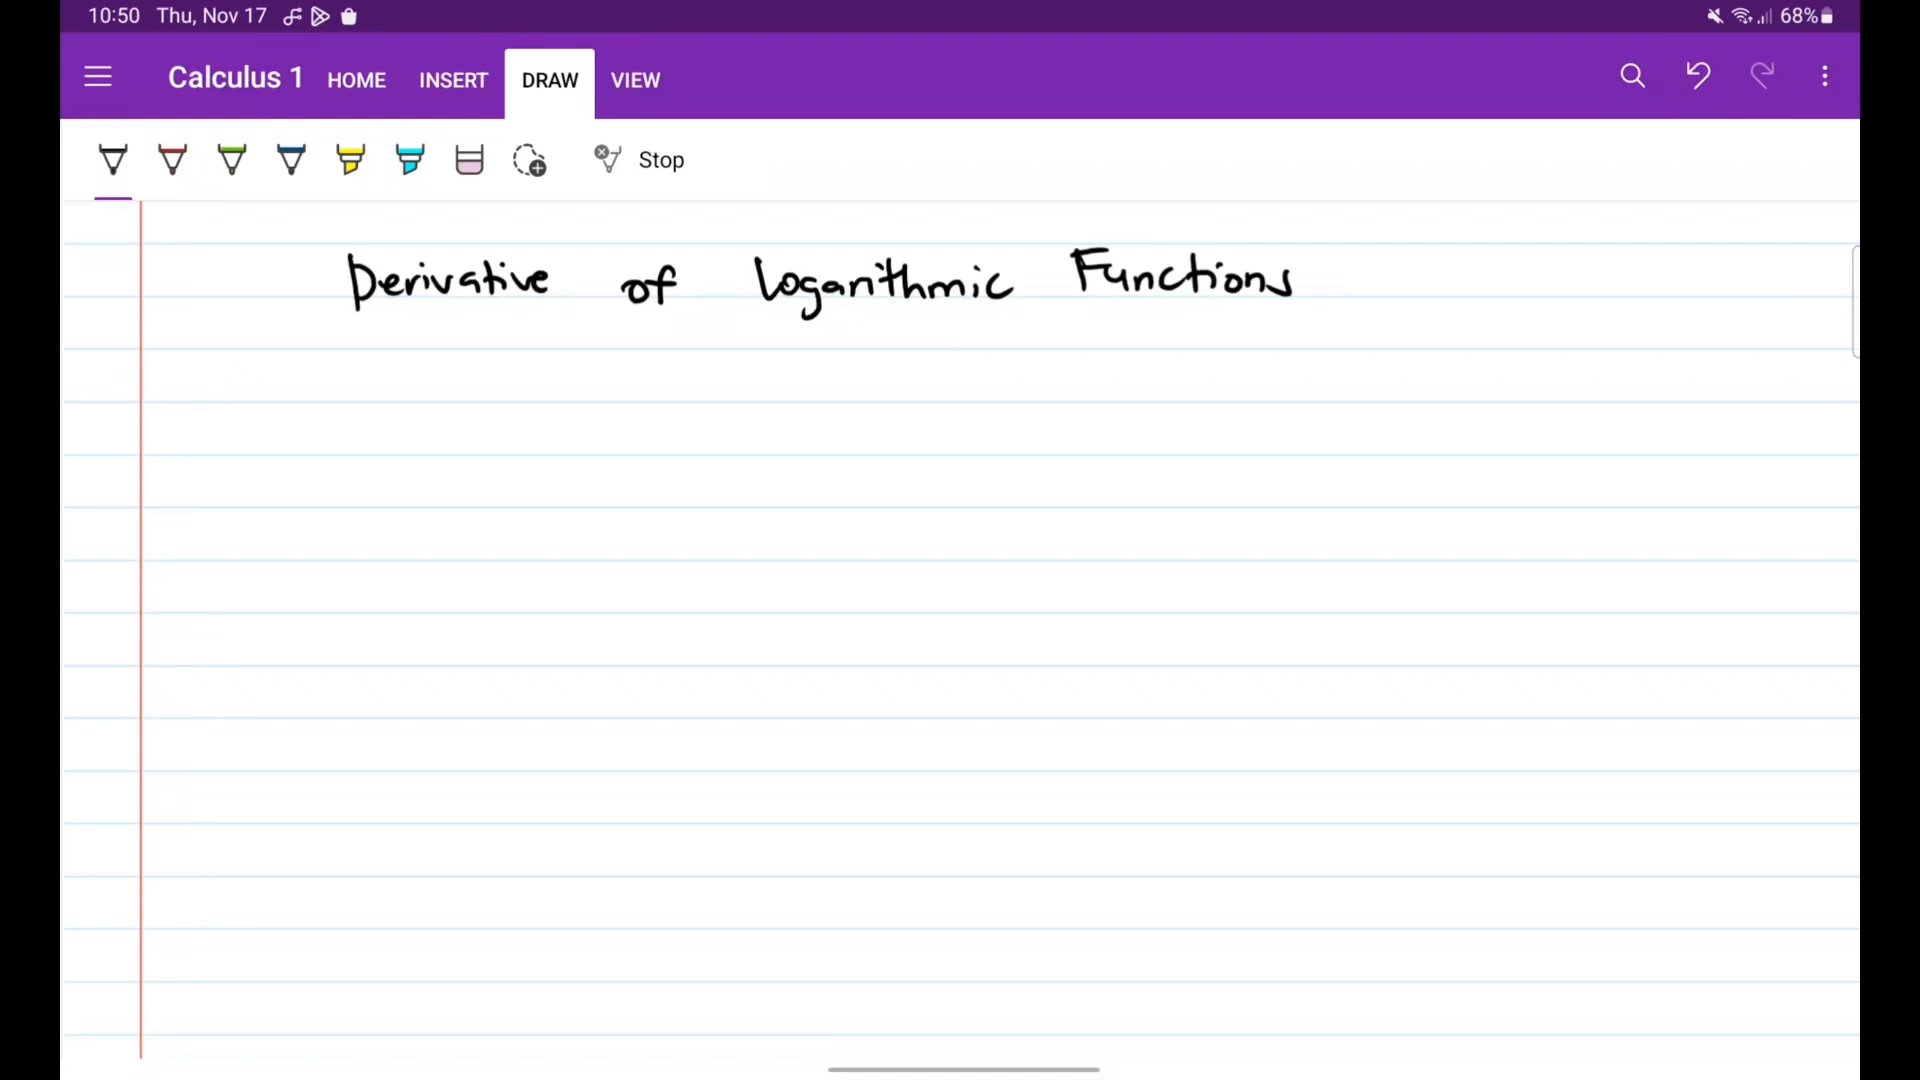 10:50 Thu, Nov 17 68%
Calculus 1 HOME INSERT DRAW VIEW
Stop
Derivative of Logarithmic Functions